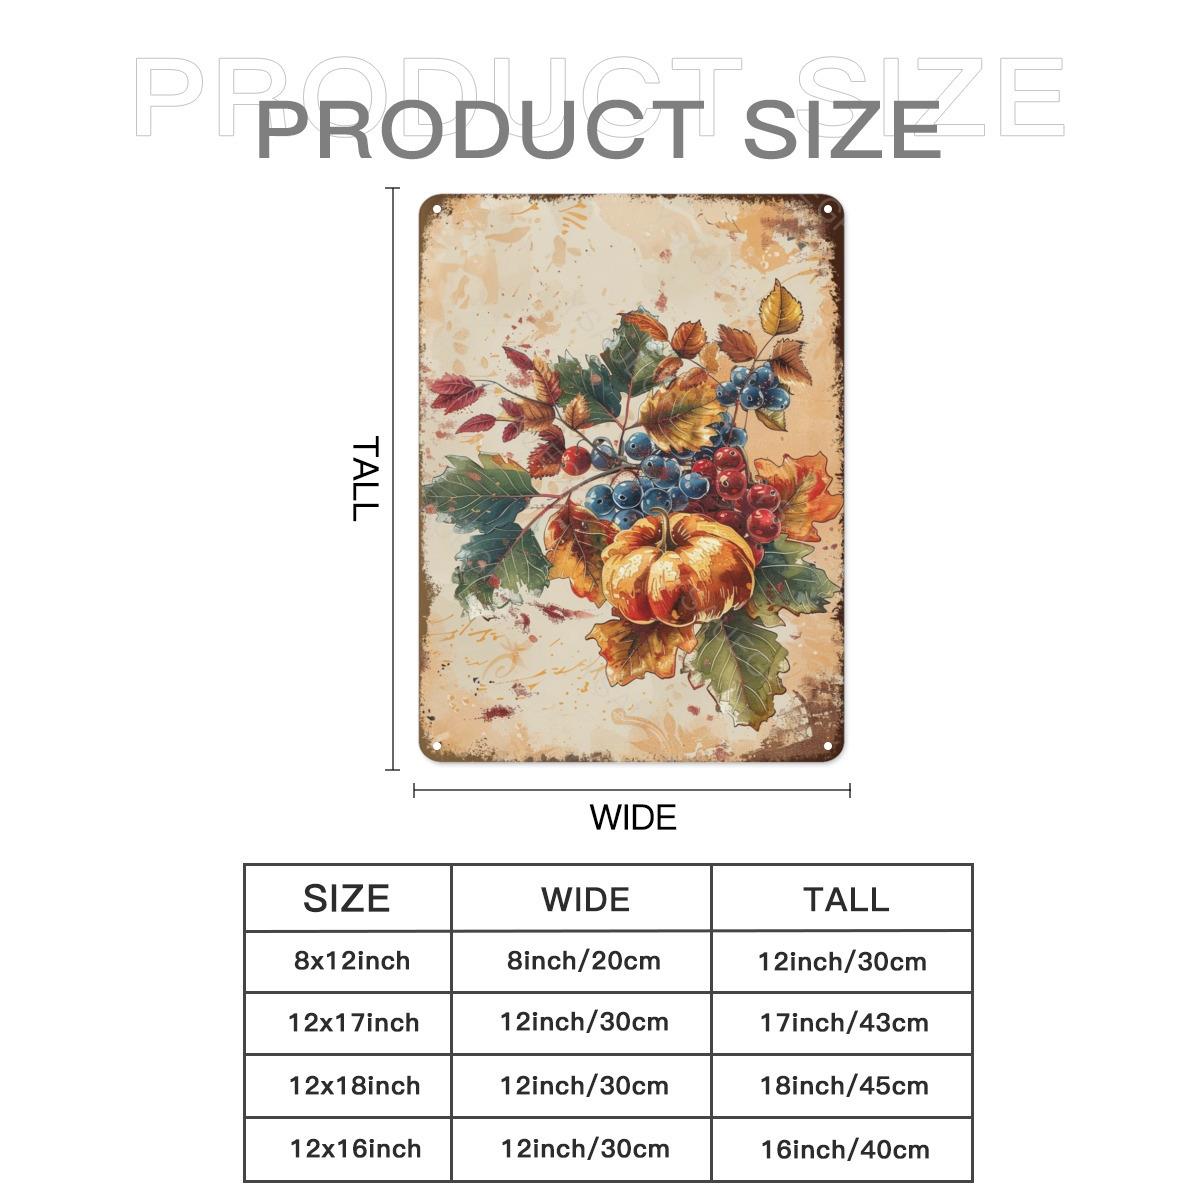 PRODUCT SIZE
PRODUCT SIZE
TALL
WIDE
SIZE WIDE TALL
8x12inch 8inch/20cm 12inch/30cm
12x17inch 12inch/30cm 17inch/43cm
12x18inch 12inch/30cm 18inch/45cm
12x16inch 12inch/30cm 16inch/40cm